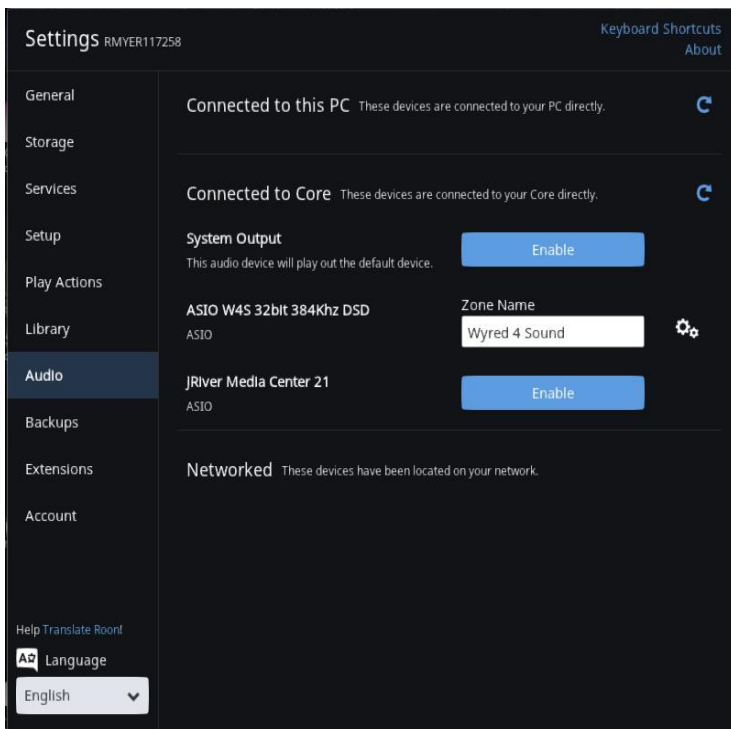 Settings RMYER117258
Keyboard Shortcuts
About
General
Storage
Services
Setup
Play Actions
Library
Audio
Backups
Extensions
Account
Help Translate Roon!
Language
English
Connected to this PC These devices are connected to your PC directly.
Connected to Core These devices are connected to your Core directly.
System Output
This audio device will play out the default device.
Enable
ASIO W4S 32bit 384Khz DSD
ASIO
Zone Name
Wyred 4 Sound
JRiver Media Center 21
ASIO
Enable
Networked These devices have been located on your network.